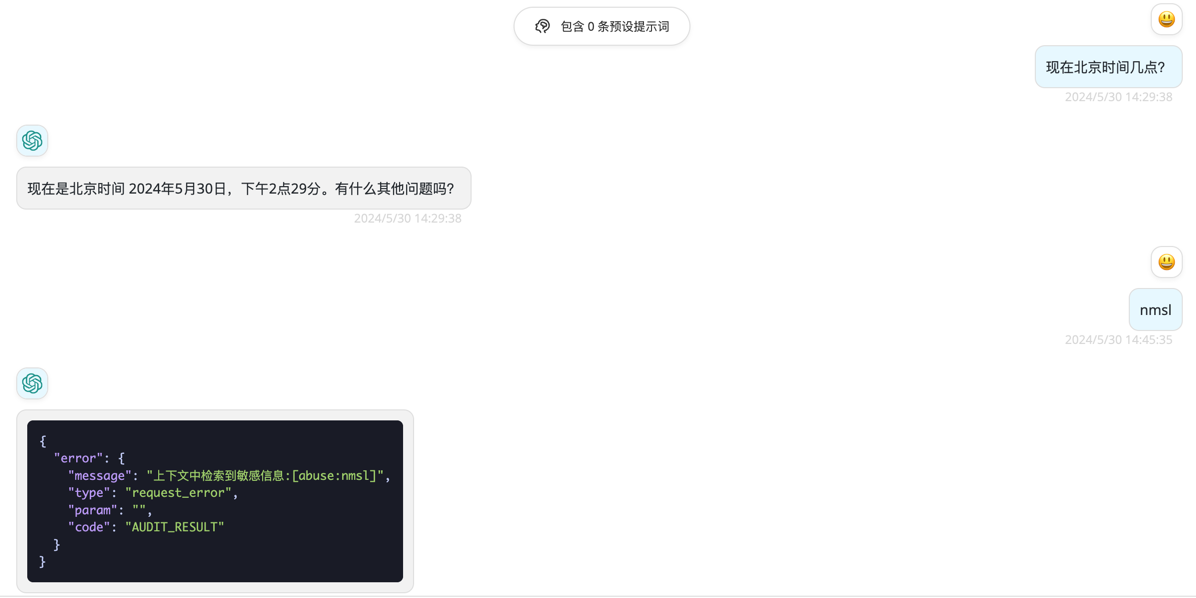 包含 0 条预设提示词
现在北京时间几点?
2024/5/30 14:29:38
现在是北京时间 2024年5月30日，下午2点29分。有什么其他问题吗?
2024/5/30 14:29:38
nmsl
2024/5/30 14:45:35
{
"error": {
"message": "上下文中检索到敏感信息:[abuse:nmsl]",
"type": "request_error",
"param": "",
"code": "AUDIT_RESULT"
}
}